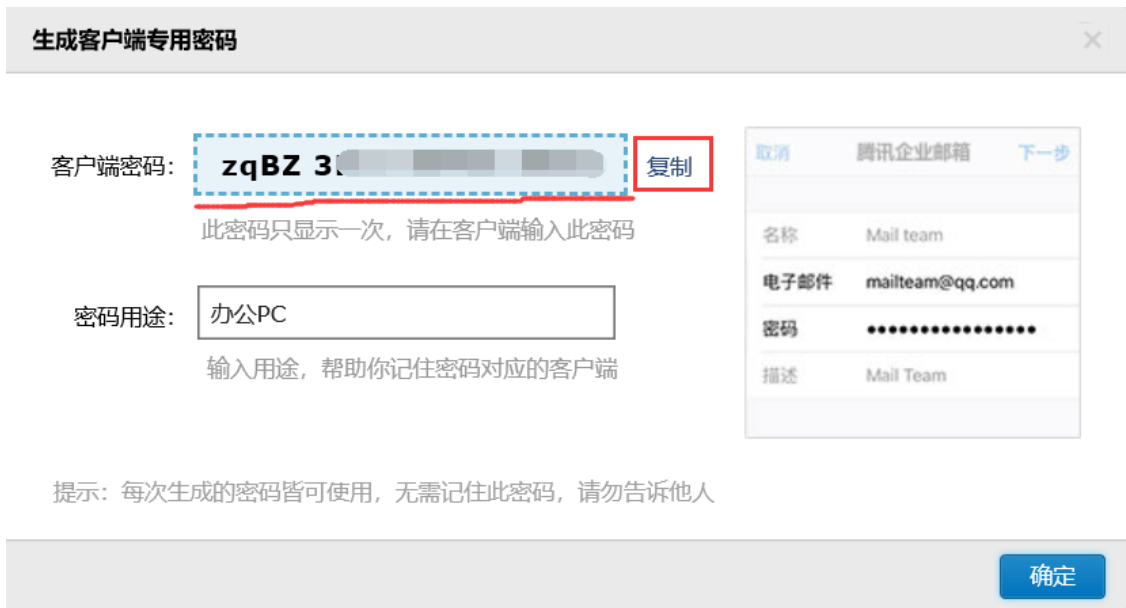 生成客户端专用密码
客户端密码： zqBZ 3 复制
此密码只显示一次，请在客户端输入此密码
密码用途： 办公PC
输入用途，帮助你记住密码对应的客户端
取消 腾讯企业邮箱 下一步
名称 Mail team
电子邮件 mailteam@qq.com
密码 ••••••••••••••••
描述 Mail Team
提示：每次生成的密码皆可使用，无需记住此密码，请勿告诉他人
确定